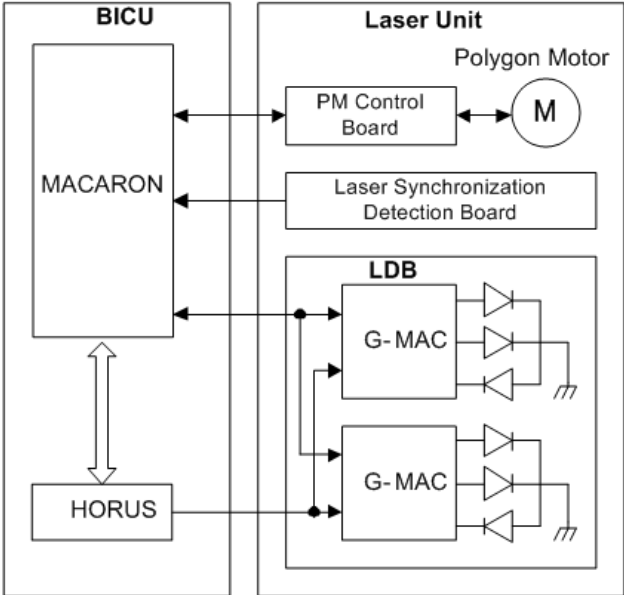 BICU
Laser Unit
Polygon Motor
PM Control
Board
M
MACARON
Laser Synchronization
Detection Board
LDB
G-MAC
G-MAC
HORUS